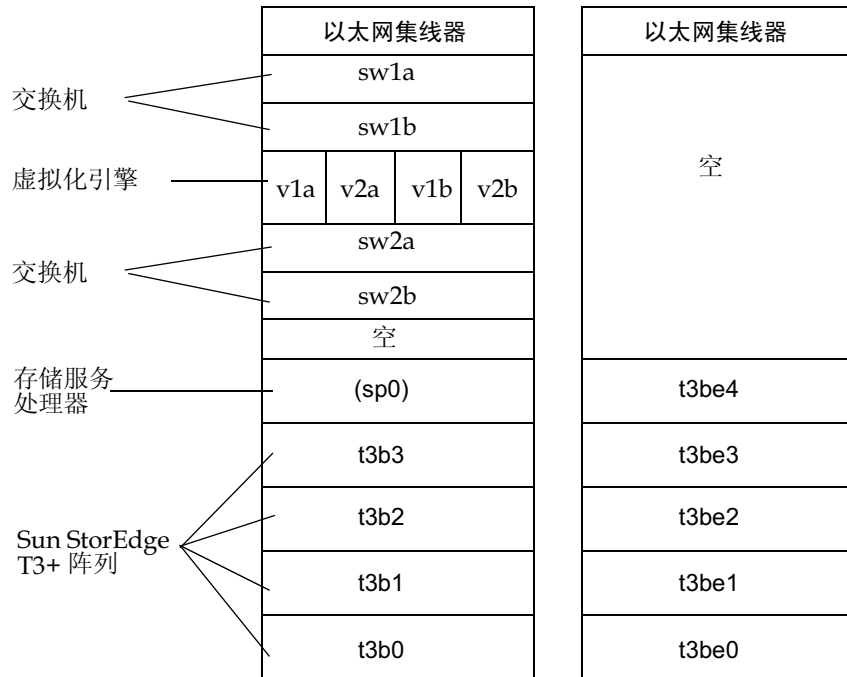 以太网集线器
以太网集线器
交换机
sw1a
sw1b
虚拟化引擎
v1a
v2a
v1b
v2b
空
交换机
sw2a
sw2b
空
存储服务
处理器
(sp0)
t3be4
t3b3
t3be3
Sun StorEdge
T3+ 阵列
t3b2
t3be2
t3b1
t3be1
t3b0
t3be0